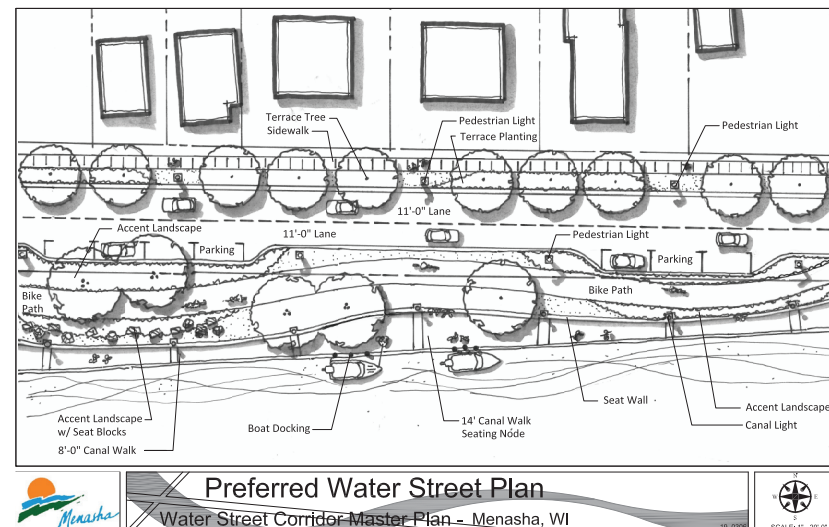 Terrace Tree
Sidewalk
Pedestrian Light
Terrace Planting
Pedestrian Light
11'-0" Lane
Accent Landscape
11'-0" Lane
Pedestrian Light
Parking
Parking
Bike
Path
Bike Path
Seat Wall
Accent Landscape
Canal Light
Accent Landscape
w/ Seat Blocks
8'-0" Canal Walk
Boat Docking
14' Canal Walk
Seating Node
Menasha
Preferred Water Street Plan
Water Street Corridor Master Plan - Menasha, WI
N
W
E